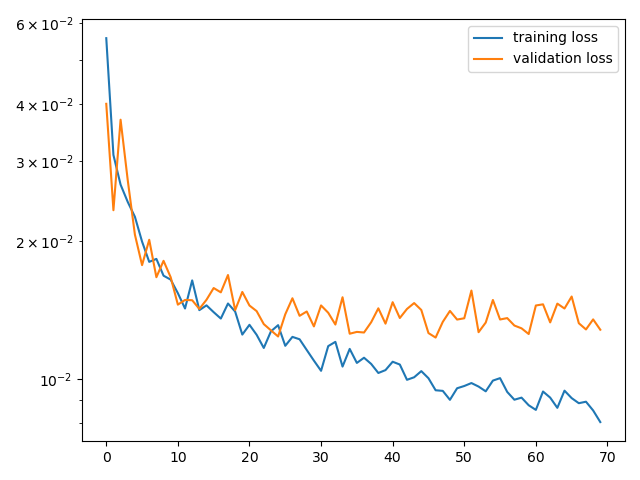 6 × 10⁻²
4 × 10⁻²
3 × 10⁻²
2 × 10⁻²
10⁻²
0 10 20 30 40 50 60 70
training loss
validation loss